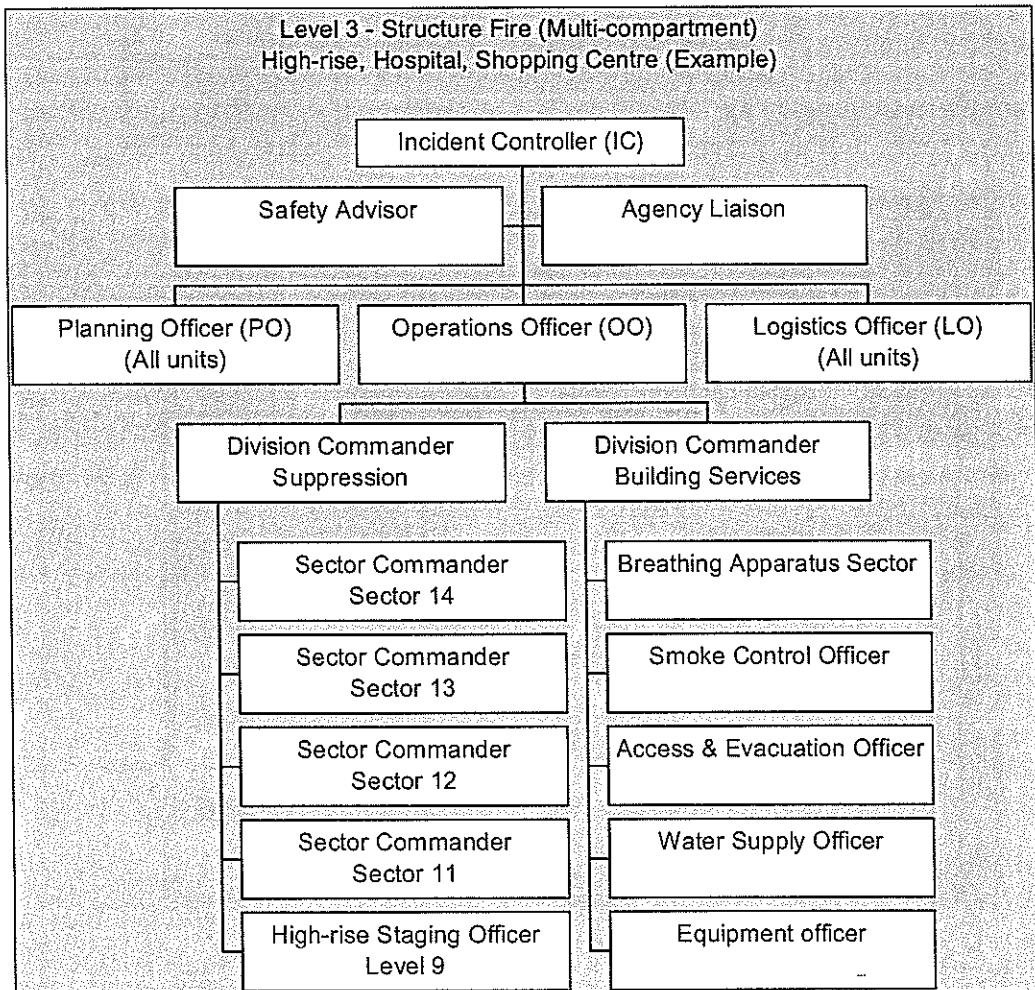 Level 3 - Structure Fire (Multi-compartment)
High-rise, Hospital, Shopping Centre (Example)
Incident Controller (IC)
Safety Advisor
Agency Liaison
Planning Officer (PO)
(All units)
Operations Officer (OO)
Logistics Officer (LO)
(All units)
Division Commander
Suppression
Division Commander
Building Services
Sector Commander
Sector 14
Sector Commander
Sector 13
Sector Commander
Sector 12
Sector Commander
Sector 11
High-rise Staging Officer
Level 9
Breathing Apparatus Sector
Smoke Control Officer
Access & Evacuation Officer
Water Supply Officer
Equipment officer